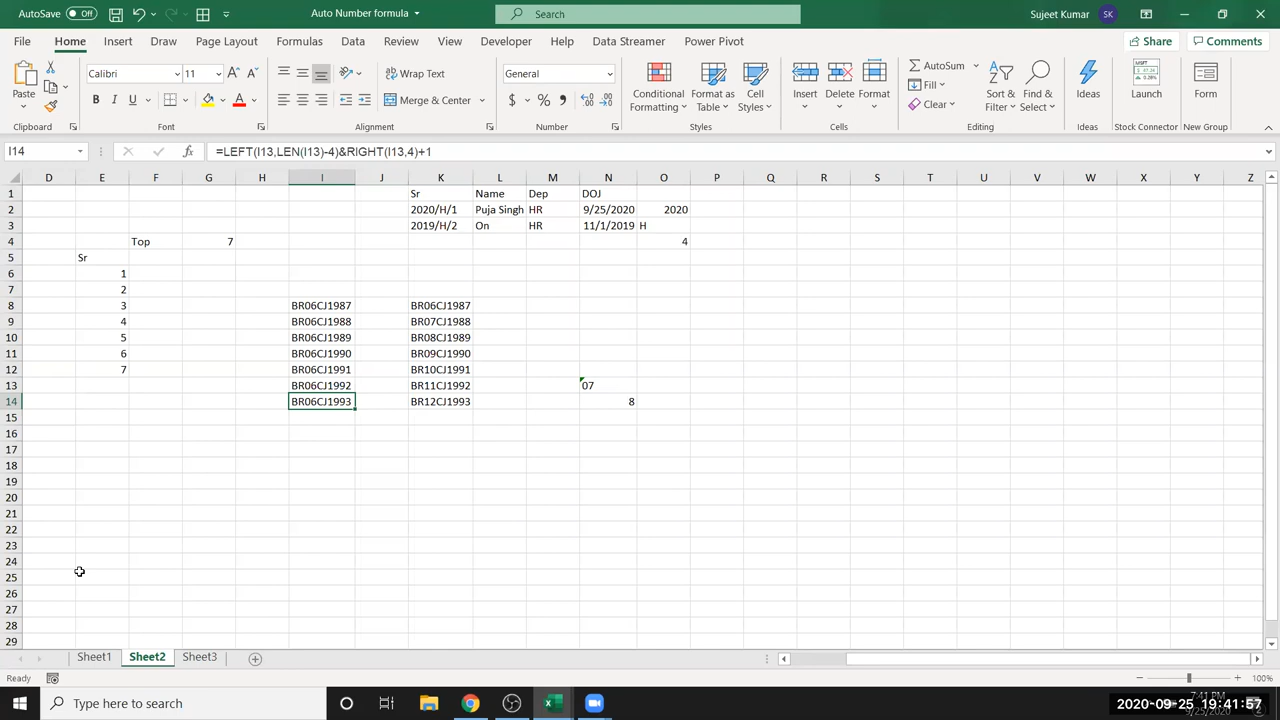 AutoSave Off Auto Number formula Search Sujeet Kumar SK
File Home Insert Draw Page Layout Formulas Data Review View Developer Help Data Streamer Power Pivot Share Comments
Paste Calibri 11 Wrap Text General Conditional Formatting Format as Table Cell Styles Insert Delete Format AutoSum Fill Clear Sort & Filter Find & Select Ideas Launch Form
B I U Merge & Center $ % ,
Clipboard Font Alignment Number Styles Cells Editing Ideas Stock Connector New Group
I14 fx =LEFT(I13,LEN(I13)-4)&RIGHT(I13,4)+1
D E F G H I J K L M N O P Q R S T U V W X Y Z
1 Sr Name Dep DOJ
2 2020/H/1 Puja Singh HR 9/25/2020 2020
3 2019/H/2 On HR 11/1/2019 H
4 Top 7 4
5 Sr
6 1
7 2
8 3 BR06CJ1987 BR06CJ1987
9 4 BR06CJ1988 BR07CJ1988
10 5 BR06CJ1989 BR08CJ1989
11 6 BR06CJ1990 BR09CJ1990
12 7 BR06CJ1991 BR10CJ1991
13 BR06CJ1992 BR11CJ1992 07
14 BR06CJ1993 BR12CJ1993 8
15
16
17
18
19
20
21
22
23
24
25
26
27
28
29
Sheet1 Sheet2 Sheet3
Ready 100%
Type here to search 2020-09-25 19:41:57